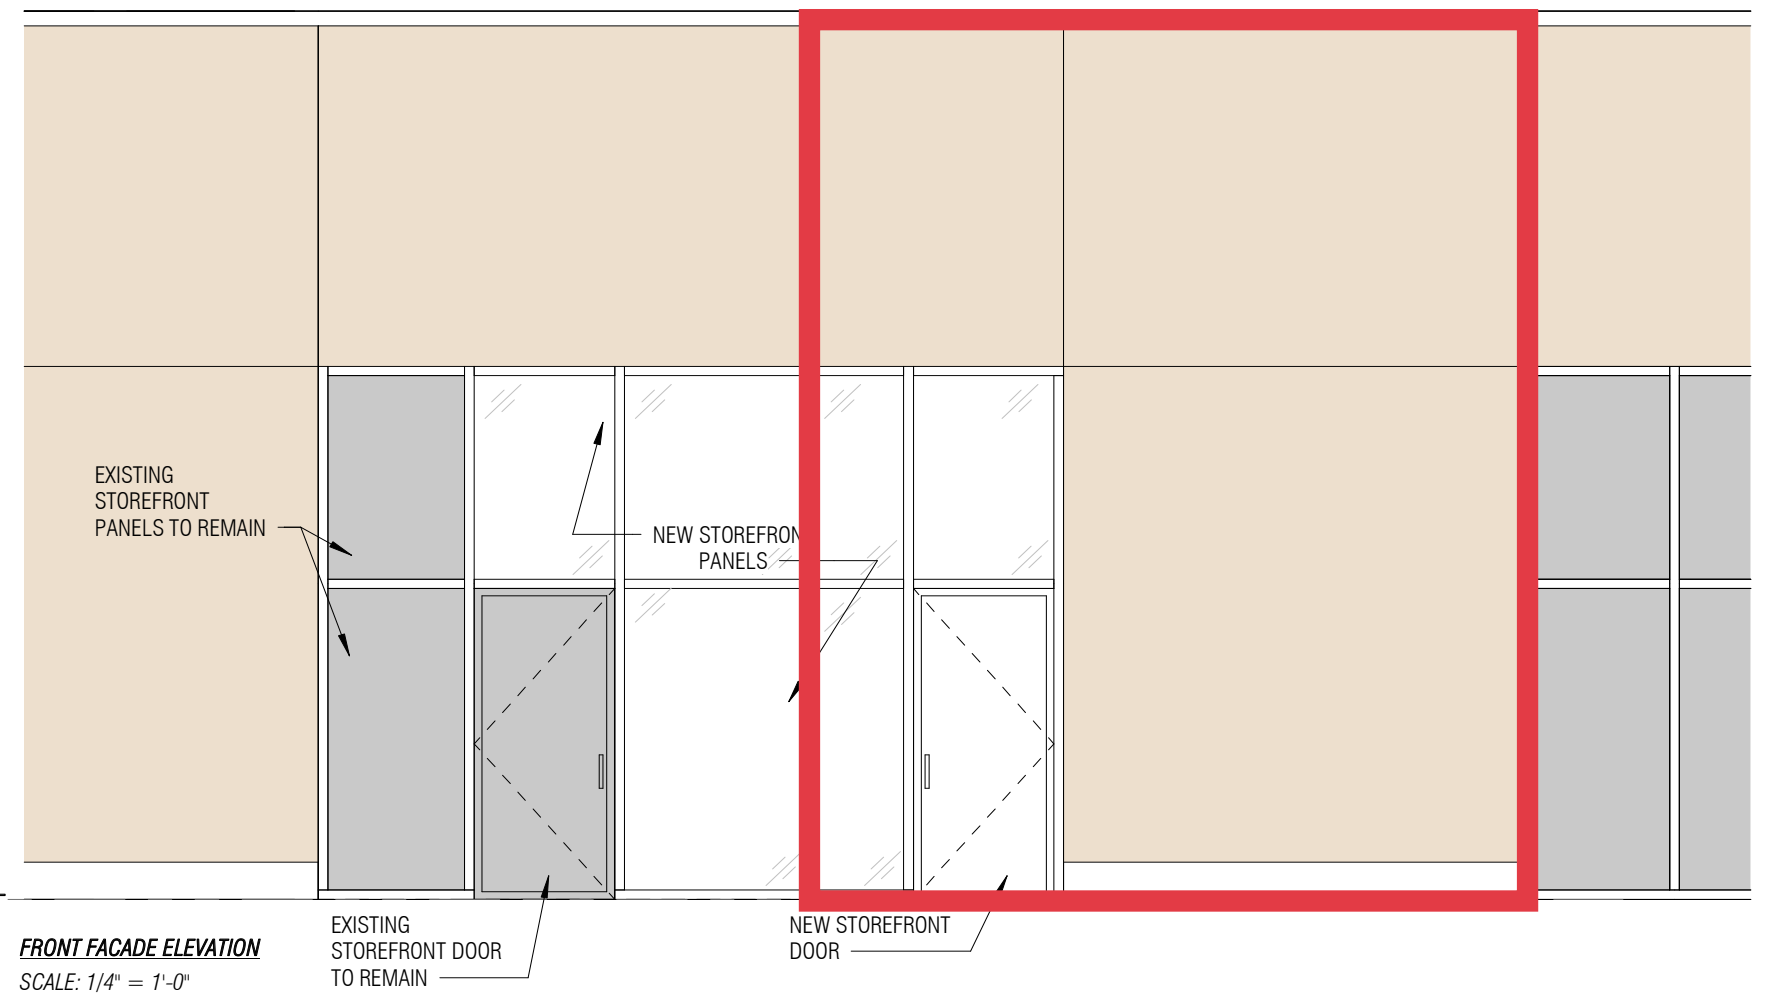 EXISTING
STOREFRONT
PANELS TO REMAIN
NEW STOREFRON
PANELS
EXISTING
STOREFRONT DOOR
TO REMAIN
NEW STOREFRONT
DOOR
FRONT FACADE ELEVATION
SCALE: 1/4" = 1'-0"